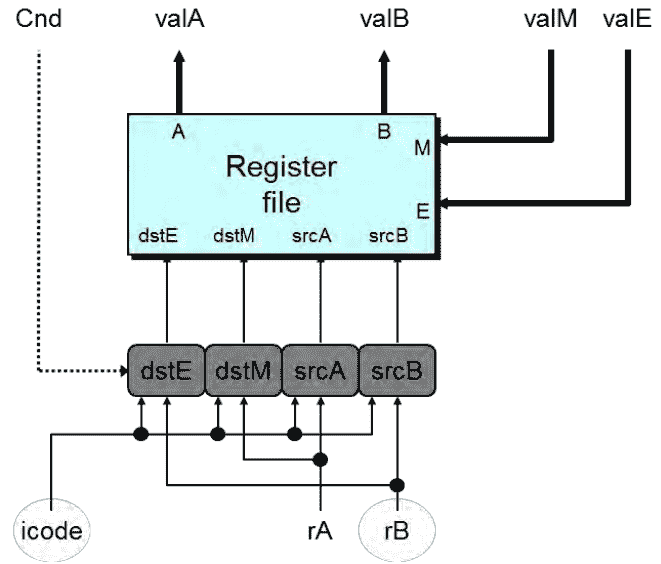 Cnd valA valB valM valE
A B
M
Register
file
E
dstE dstM srcA srcB
dstE dstM srcA srcB
icode rA rB